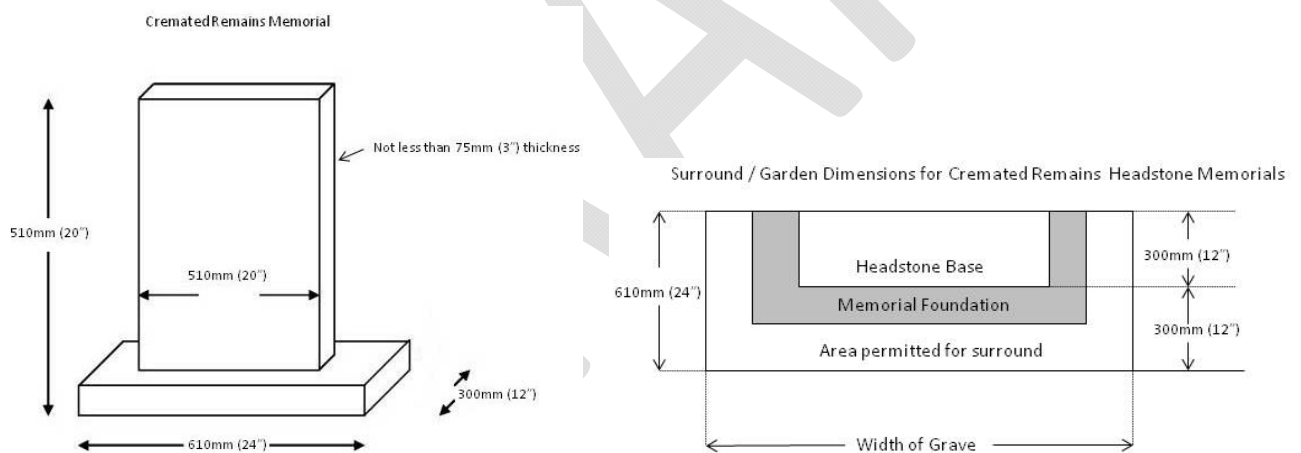 Cremated Remains Memorial
Not less than 75mm (3") thickness
510mm (20")
510mm (20")
300mm (12")
610mm (24")
Surround / Garden Dimensions for Cremated Remains Headstone Memorials
300mm (12")
Headstone Base
610mm (24")
Memorial Foundation
300mm (12")
Area permitted for surround
Width of Grave